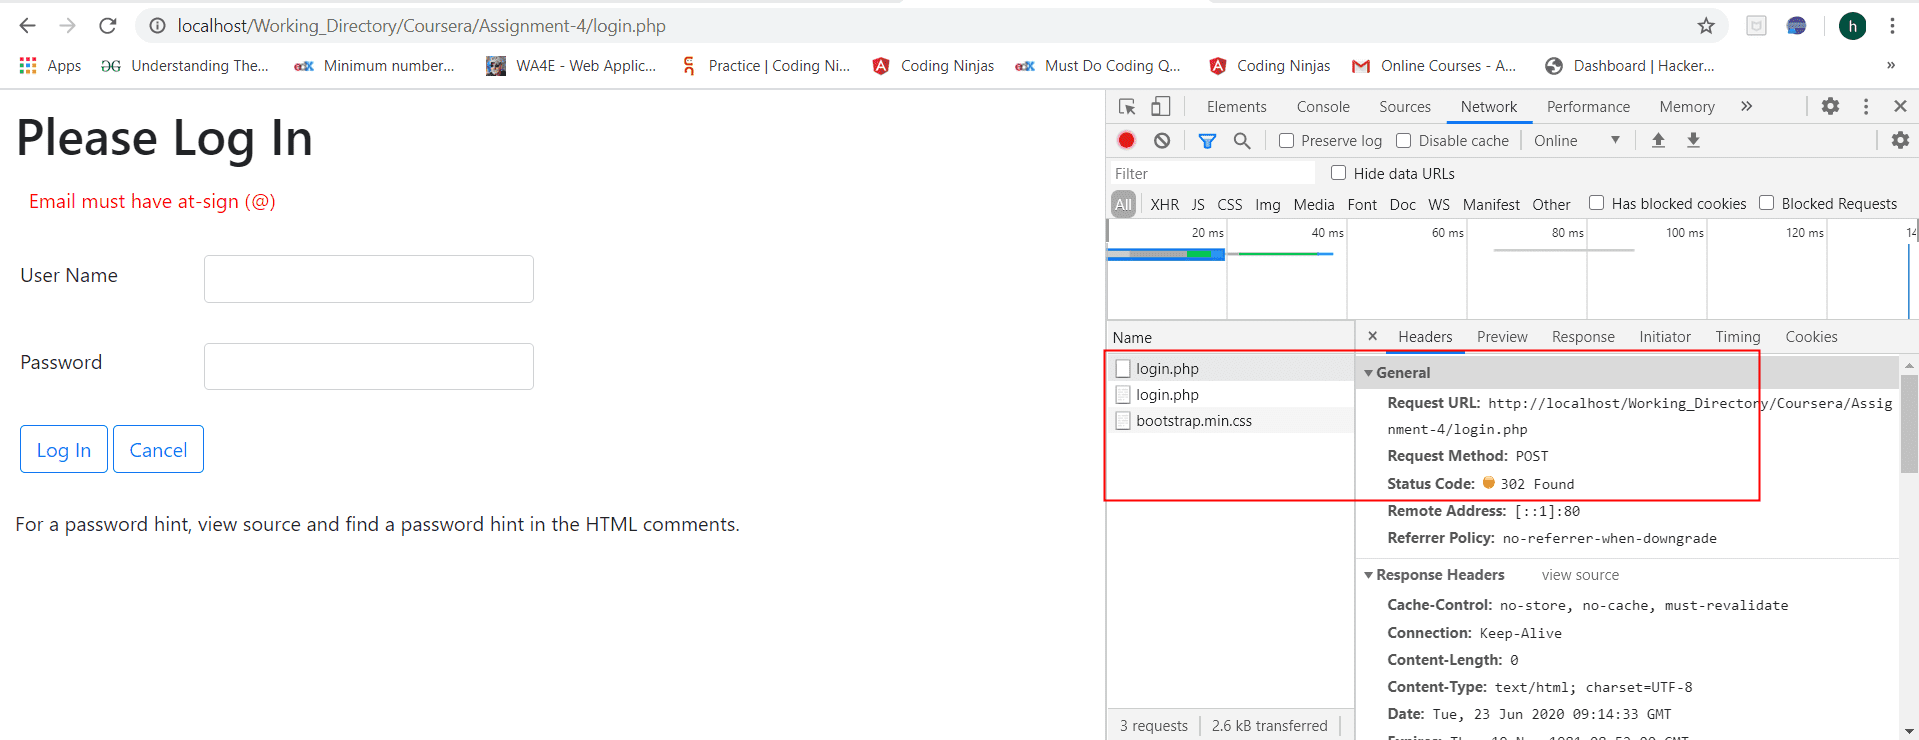 localhost/Working_Directory/Coursera/Assignment-4/login.php
h
Apps Understanding The... edX Minimum number... WA4E - Web Applic... Practice | Coding Ni... Coding Ninjas edX Must Do Coding Q... Coding Ninjas Online Courses - A... Dashboard | Hacker... »
Please Log In
Email must have at-sign (@)
User Name
Password
Log In Cancel
For a password hint, view source and find a password hint in the HTML comments.
Elements Console Sources Network Performance Memory »
Preserve log Disable cache Online
Filter Hide data URLs
All XHR JS CSS Img Media Font Doc WS Manifest Other Has blocked cookies Blocked Requests
20 ms 40 ms 60 ms 80 ms 100 ms 120 ms 14
Name
login.php
login.php
bootstrap.min.css
3 requests 2.6 kB transferred
Headers Preview Response Initiator Timing Cookies
General
Request URL: http://localhost/Working_Directory/Coursera/Assig
nment-4/login.php
Request Method: POST
Status Code: 302 Found
Remote Address: [::1]:80
Referrer Policy: no-referrer-when-downgrade
Response Headers view source
Cache-Control: no-store, no-cache, must-revalidate
Connection: Keep-Alive
Content-Length: 0
Content-Type: text/html; charset=UTF-8
Date: Tue, 23 Jun 2020 09:14:33 GMT